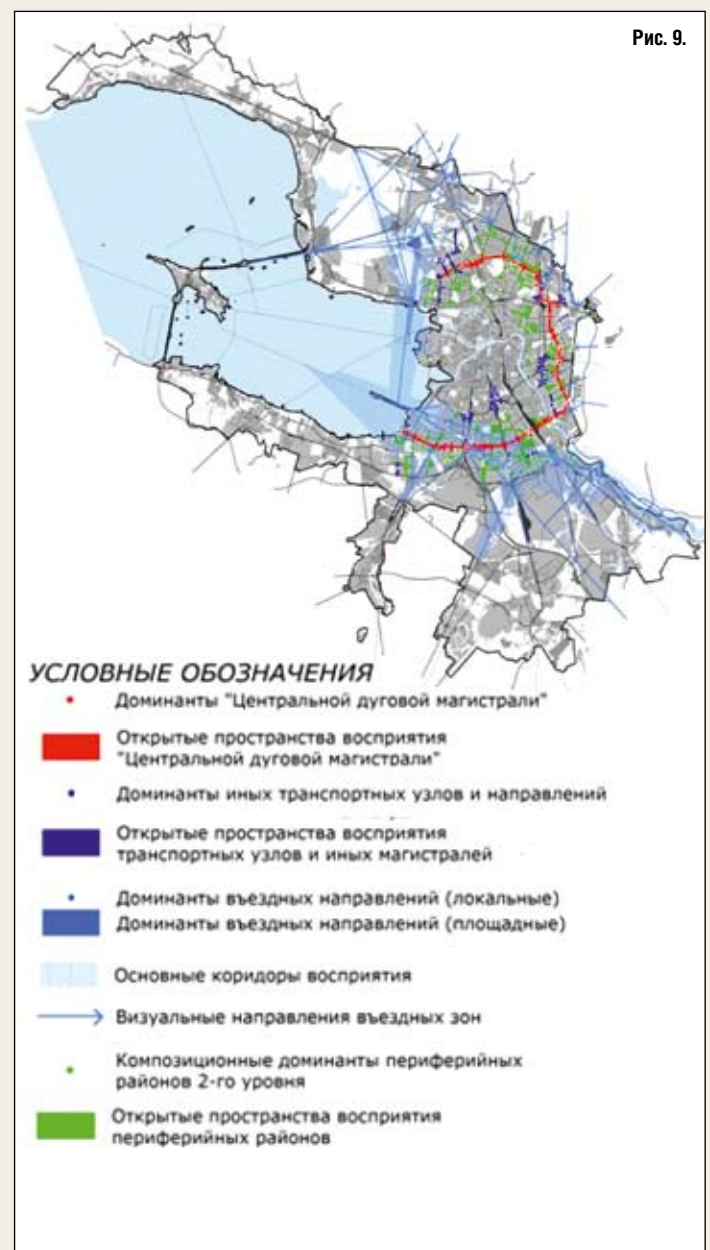 Рис. 9.
УСЛОВНЫЕ ОБОЗНАЧЕНИЯ
Доминанты "Центральной дуговой магистрали"
Открытые пространства восприятия
"Центральной дуговой магистрали"
Доминанты иных транспортных узлов и направлений
Открытые пространства восприятия
транспортных узлов и иных магистралей
Доминанты въездных направлений (локальные)
Доминанты въездных направлений (площадные)
Основные коридоры восприятия
Визуальные направления въездных зон
Композиционные доминанты периферийных
районов 2-го уровня
Открытые пространства восприятия
периферийных районов